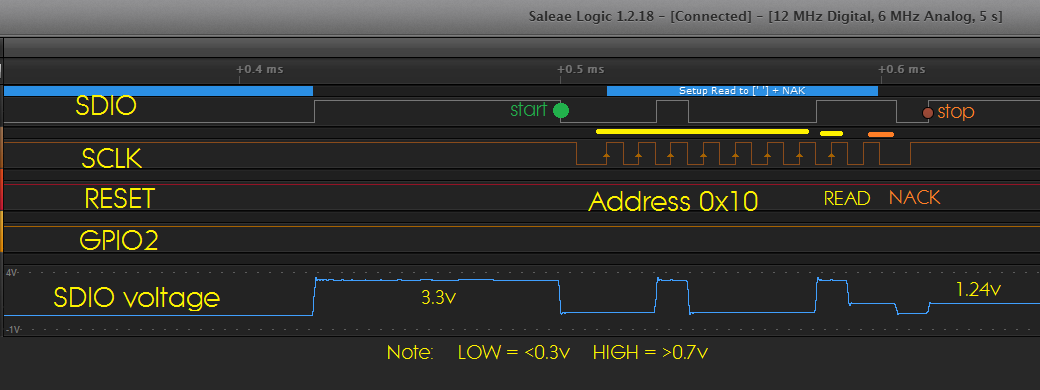 Saleae Logic 1.2.18 - [Connected] - [12 MHz Digital, 6 MHz Analog, 5 s]
+0.4 ms +0.5 ms +0.6 ms
Setup Read to [' '] + NAK
SDIO start stop
SCLK
RESET Address 0x10 READ NACK
GPIO2
4V
SDIO voltage 3.3v 1.24v
-1V
Note: LOW = <0.3v HIGH = >0.7v